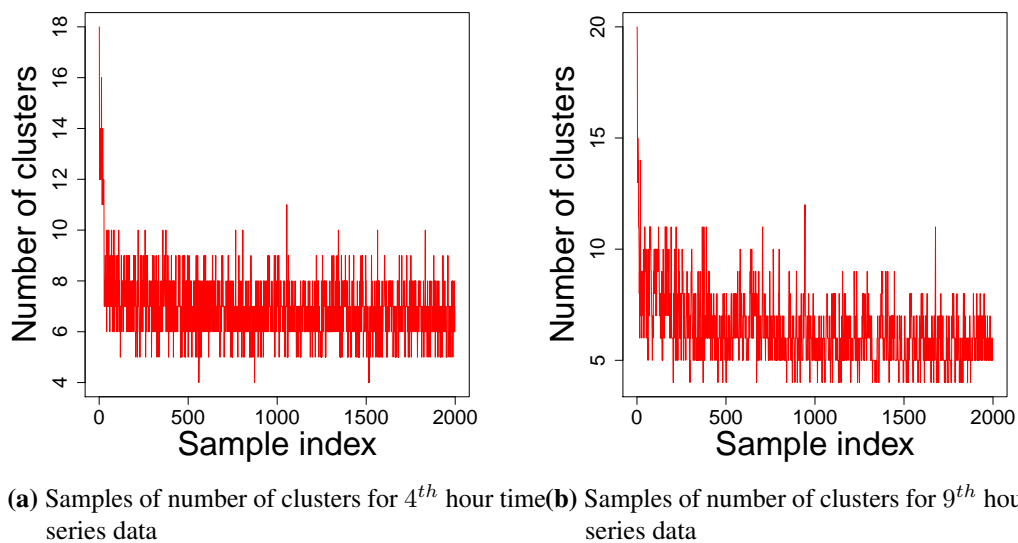 18
16
14
12
10
8
6
4
Number of clusters
0 500 1000 1500 2000
Sample index
20
15
10
5
Number of clusters
0 500 1000 1500 2000
Sample index
(a) Samples of number of clusters for 4th hour time
series data
(b) Samples of number of clusters for 9th
series data